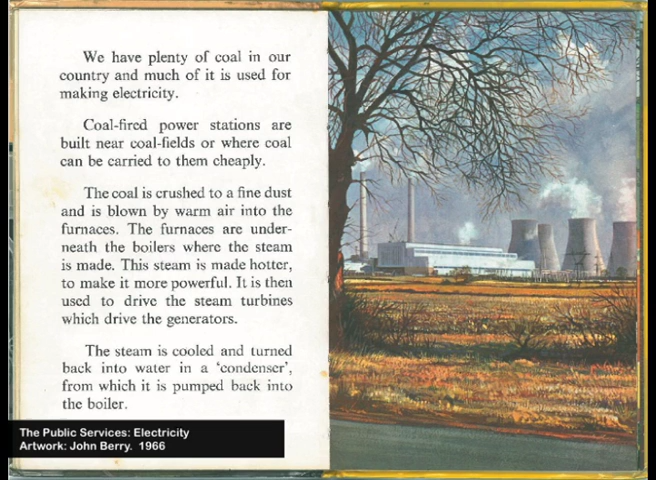 We have plenty of coal in our
country and much of it is used for
making electricity.
Coal-fired power stations are
built near coal-fields or where coal
can be carried to them cheaply.
The coal is crushed to a fine dust
and is blown by warm air into the
furnaces. The furnaces are under-
neath the boilers where the steam
is made. This steam is made hotter,
to make it more powerful. It is then
used to drive the steam turbines
which drive the generators.
The steam is cooled and turned
back into water in a ‘condenser’,
from which it is pumped back into
the boiler.
The Public Services: Electricity
Artwork: John Berry. 1966